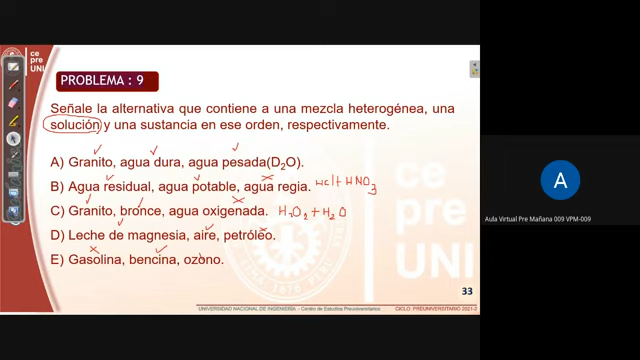 ce
pre
UNI
PROBLEMA : 9
ce
pre
UNI
Señale la alternativa que contiene a una mezcla heterogénea, una
solución y una sustancia en ese orden, respectivamente.
A) Granito, agua dura, agua pesada(D₂O).
B) Agua residual, agua potable, agua regia. HCl + HNO₃
C) Granito, bronce, agua oxigenada. H₂O₂ + H₂O
D) Leche de magnesia, aire, petróleo.
E) Gasolina, bencina, ozono.
33
UNIVERSIDAD NACIONAL DE INGENIERÍA – Centro de Estudios Preuniversitarios CICLO: PREUNIVERSITARIO 2021-2
A
Aula Virtual Pre Mañana 009 VPM-009